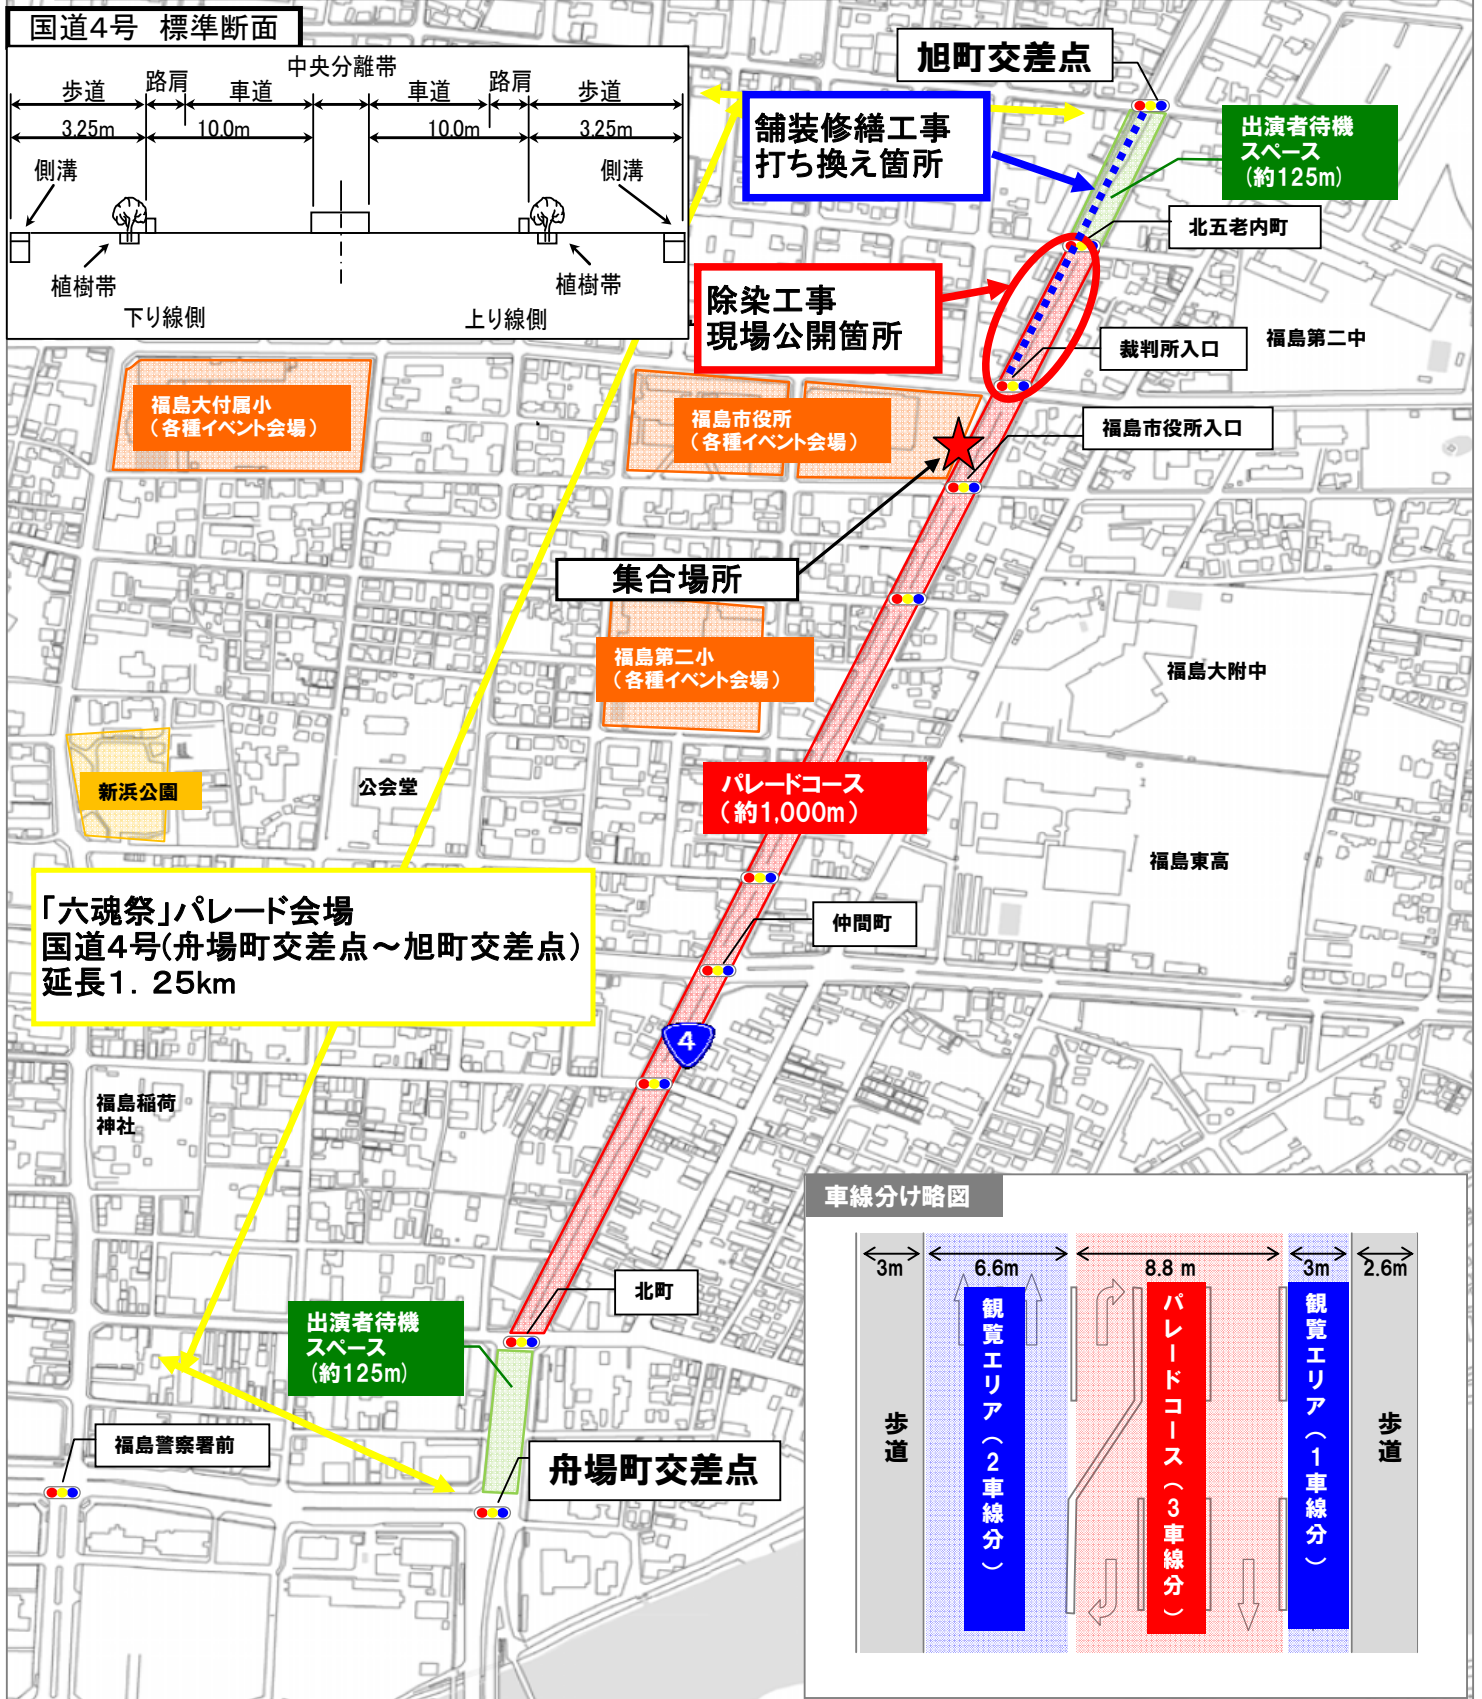 国道4号 標準断面
中央分離帯
歩道 路肩 車道 車道 路肩 歩道
3.25m 10.0m 10.0m 3.25m
側溝 側溝
植樹帯 植樹帯
下り線側 上り線側
旭町交差点
舗装修繕工事
打ち換え箇所
出演者待機
スペース
(約125m)
北五老内町
除染工事
現場公開箇所
裁判所入口
福島第二中
福島大付属小
(各種イベント会場)
福島市役所
(各種イベント会場)
福島市役所入口
集合場所
福島第二小
(各種イベント会場)
福島大附中
新浜公園
公会堂
パレードコース
(約1,000m)
福島東高
「六魂祭」パレード会場
国道4号(舟場町交差点～旭町交差点)
延長1．25km
仲間町
4
福島稲荷
神社
北町
出演者待機
スペース
(約125m)
福島警察署前
舟場町交差点
車線分け略図
3m 6.6m 8.8 m 3m 2.6m
歩道
観覧エリア(2車線分)
パレードコース(3車線分)
観覧エリア(1車線分)
歩道